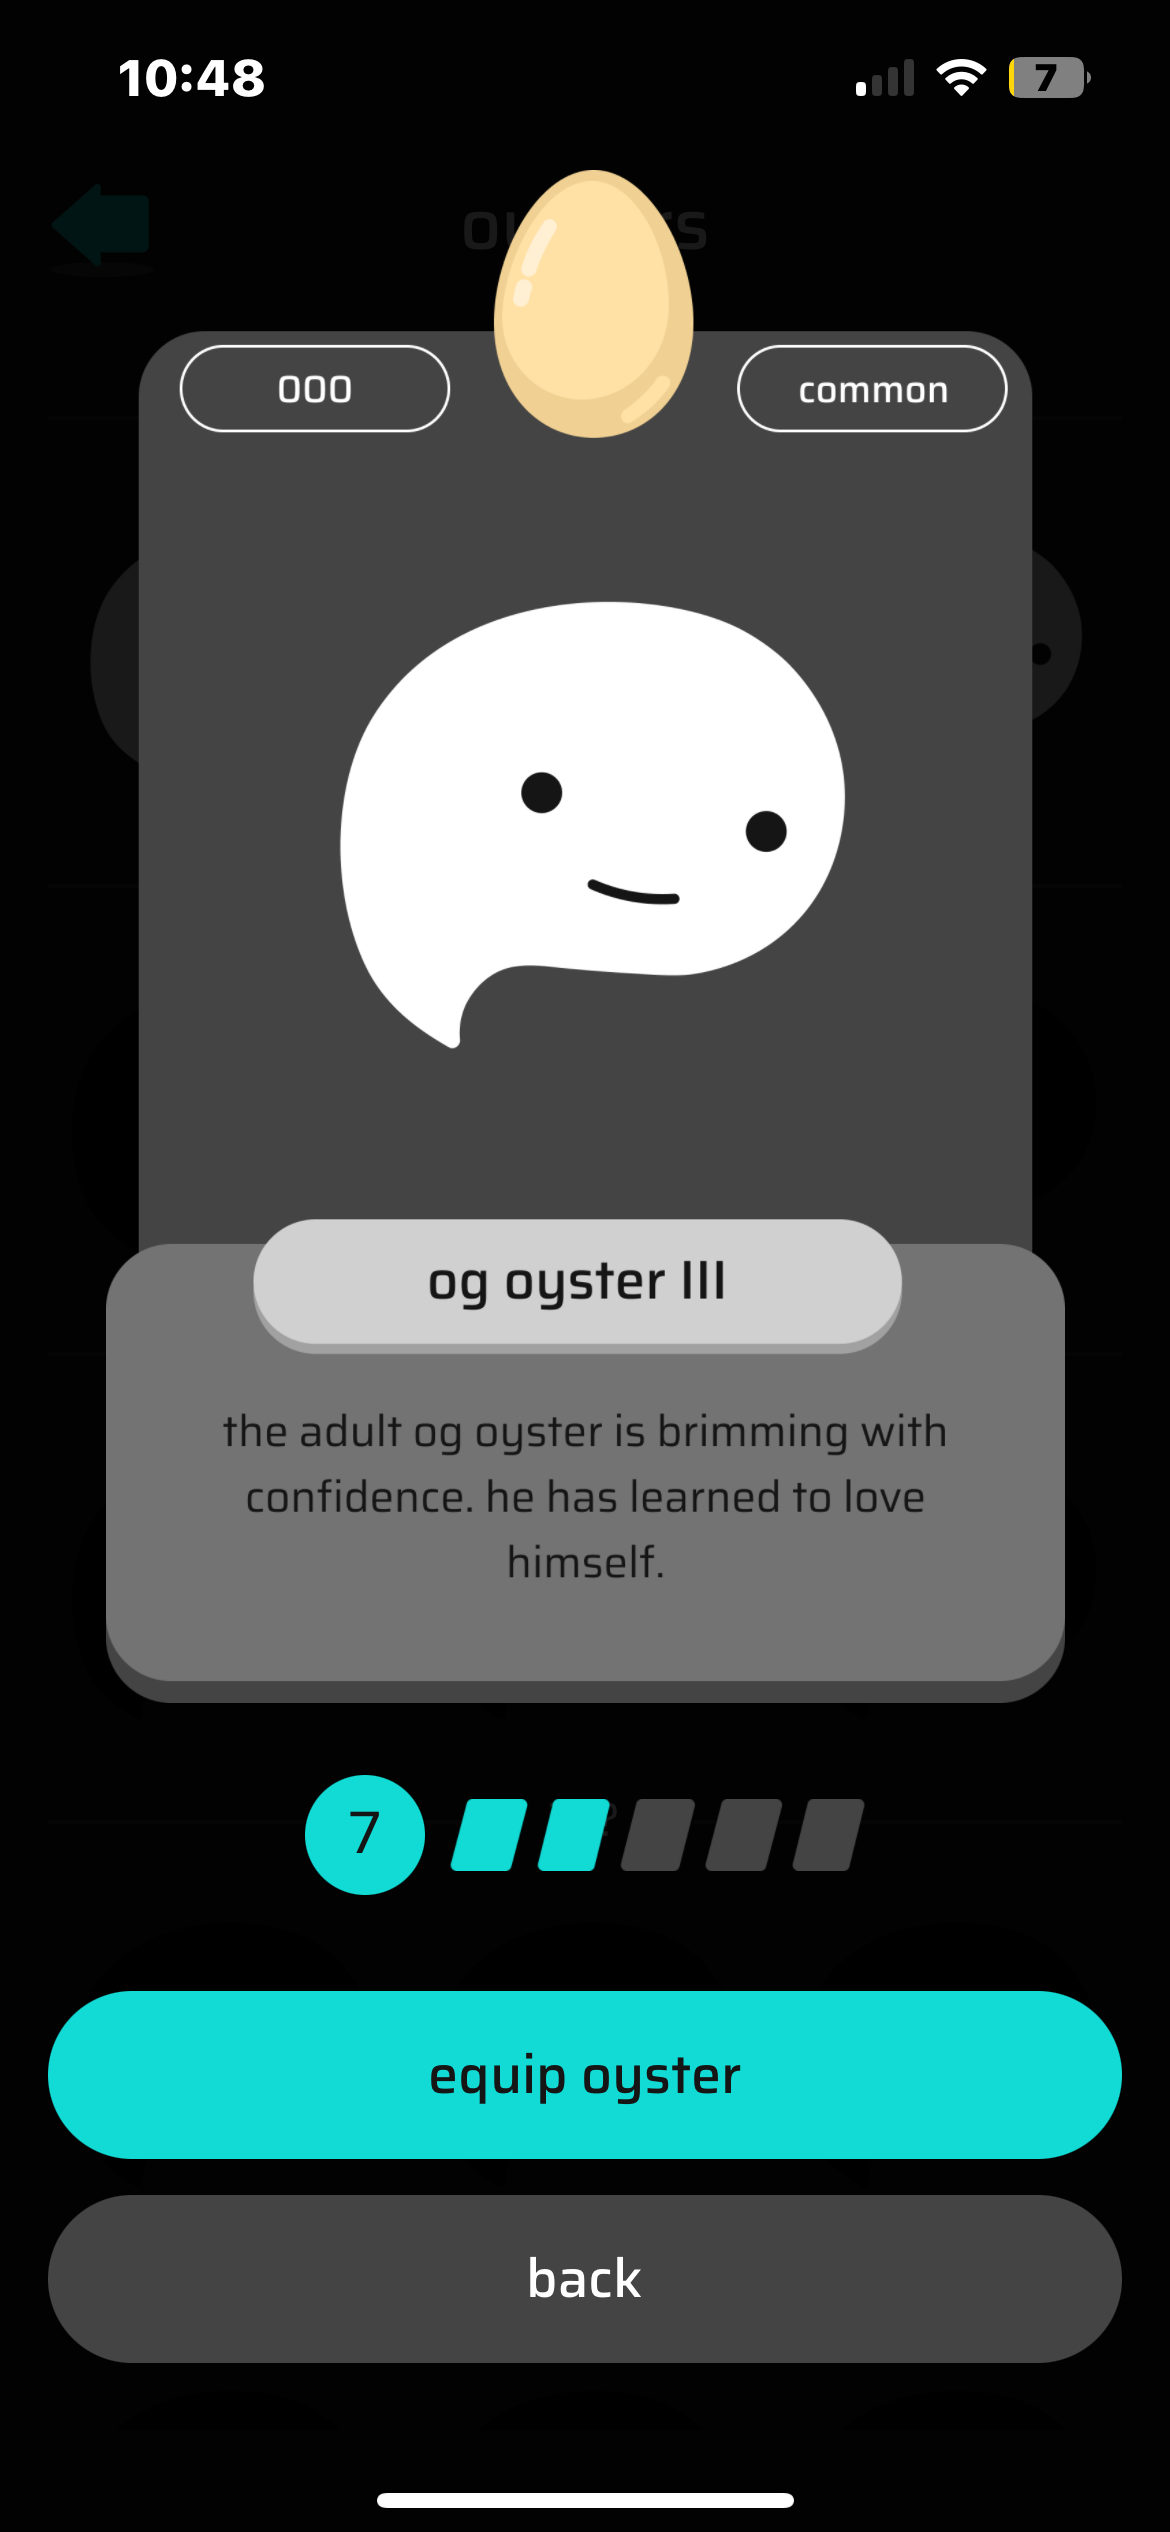 10:48
7
000
common
og oyster III
the adult og oyster is brimming with
confidence. he has learned to love
himself.
7
equip oyster
back